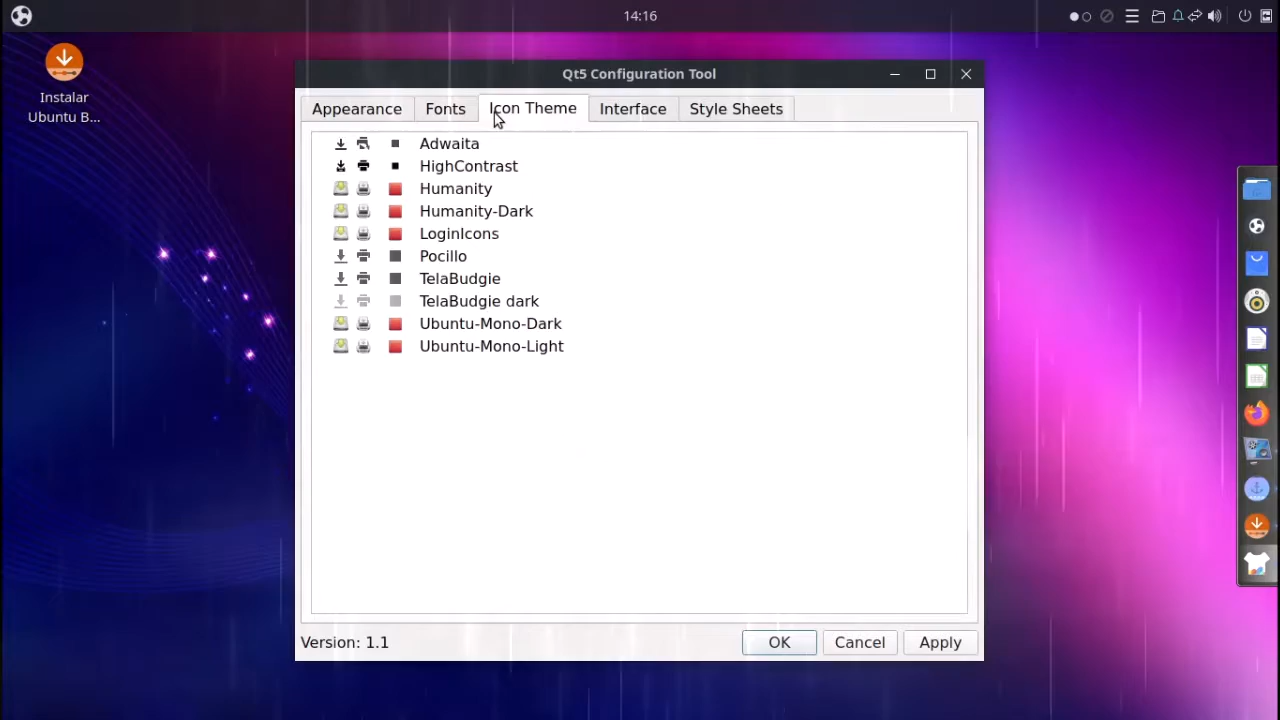 14:16
Instalar
Ubuntu B...
Qt5 Configuration Tool
Appearance
Fonts
Icon Theme
Interface
Style Sheets
Adwaita
HighContrast
Humanity
Humanity-Dark
LoginIcons
Pocillo
TelaBudgie
TelaBudgie dark
Ubuntu-Mono-Dark
Ubuntu-Mono-Light
Version: 1.1
OK
Cancel
Apply